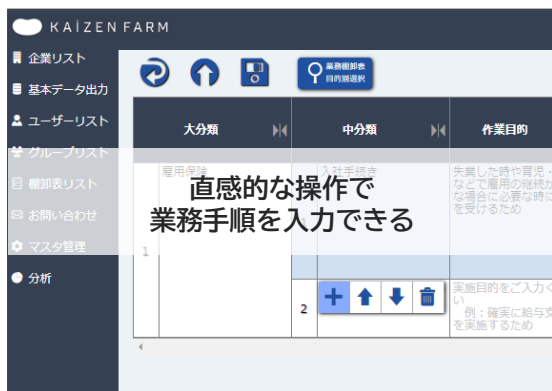 KAIZEN FARM
企業リスト
基本データ出力
ユーザーリスト
グループリスト
棚卸表リスト
お問い合わせ
マスタ管理
分析
業務棚卸表
目的別選択
大分類
中分類
作業目的
雇用保険
入社手続き
失業した時や育児・
などで雇用の継続が
な場合に必要な時に
を受けるため
直感的な操作で
業務手順を入力できる
1
2
実施目的をご入力く
い
例：確実に給与支
を実施するため